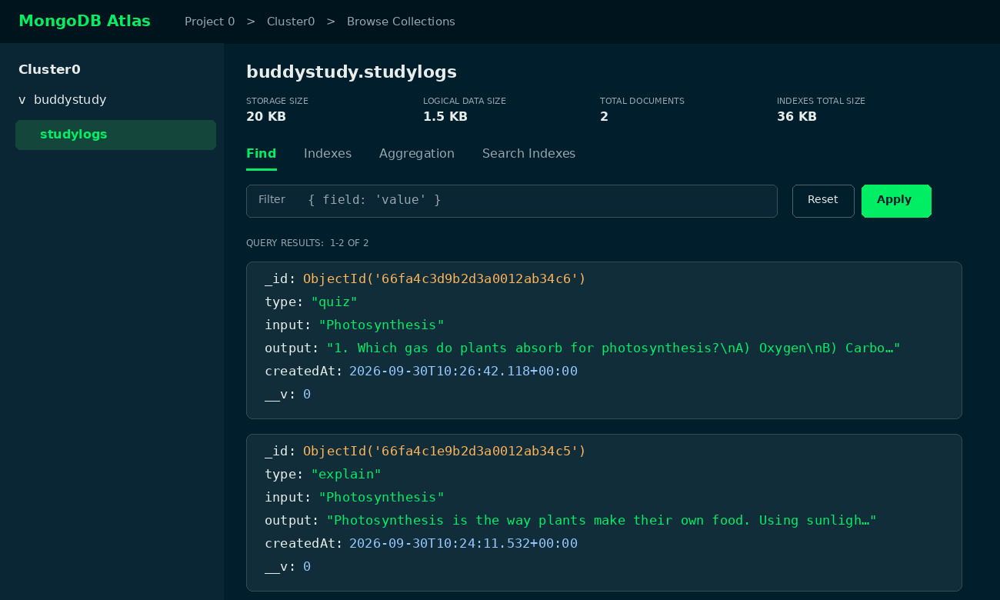 MongoDB Atlas Project 0 > Cluster0 > Browse Collections
Cluster0
v buddystudy
studylogs
buddystudy.studylogs
STORAGE SIZE LOGICAL DATA SIZE TOTAL DOCUMENTS INDEXES TOTAL SIZE
20 KB 1.5 KB 2 36 KB
Find Indexes Aggregation Search Indexes
Filter { field: 'value' } Reset Apply
QUERY RESULTS: 1-2 OF 2
_id: ObjectId('66fa4c3d9b2d3a0012ab34c6')
type: "quiz"
input: "Photosynthesis"
output: "1. Which gas do plants absorb for photosynthesis?\nA) Oxygen\nB) Carbo…"
createdAt: 2026-09-30T10:26:42.118+00:00
__v: 0
_id: ObjectId('66fa4c1e9b2d3a0012ab34c5')
type: "explain"
input: "Photosynthesis"
output: "Photosynthesis is the way plants make their own food. Using sunligh…"
createdAt: 2026-09-30T10:24:11.532+00:00
__v: 0